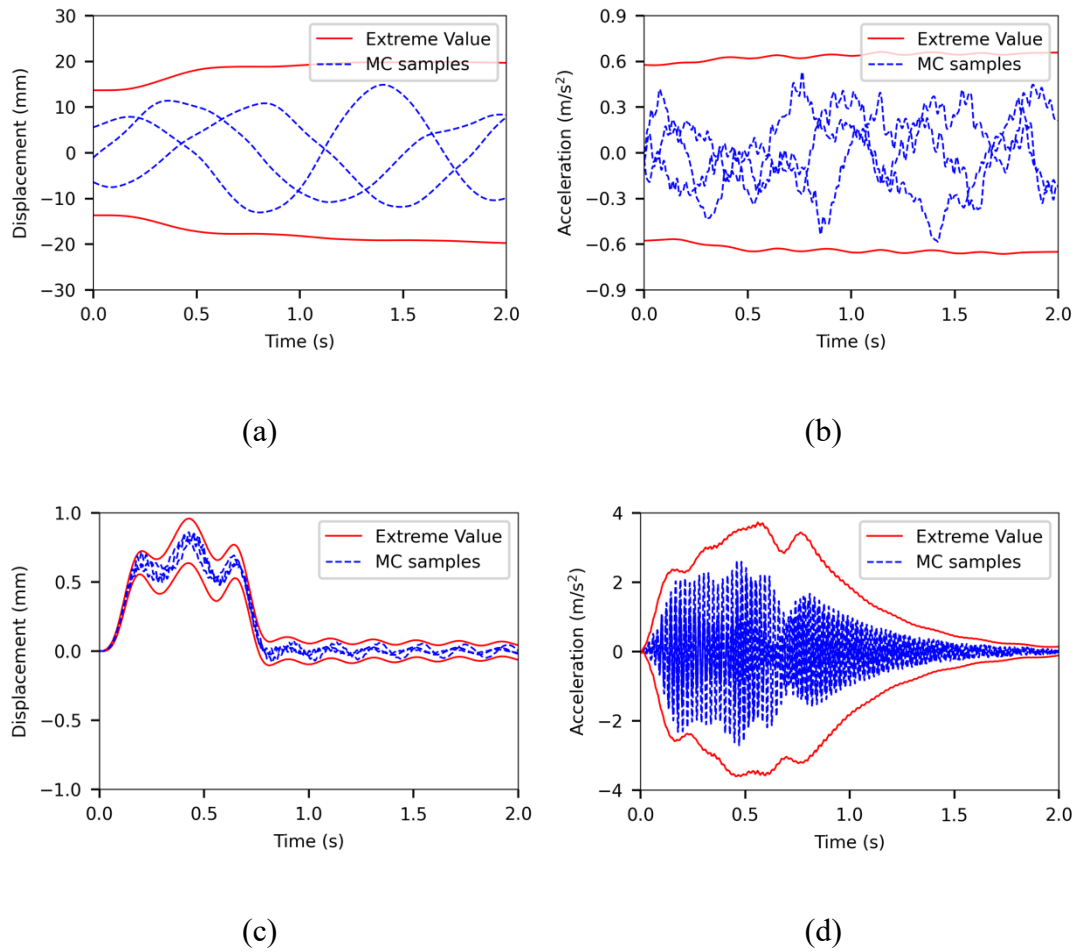 30
20
10
0
−10
−20
−30
Displacement (mm)
Extreme Value
MC samples
0.0 0.5 1.0 1.5 2.0
Time (s)
(a)
0.9
0.6
0.3
0.0
−0.3
−0.6
−0.9
Acceleration (m/s²)
Extreme Value
MC samples
0.0 0.5 1.0 1.5 2.0
Time (s)
(b)
1.0
0.5
0.0
−0.5
−1.0
Displacement (mm)
Extreme Value
MC samples
0.0 0.5 1.0 1.5 2.0
Time (s)
(c)
4
2
0
−2
−4
Acceleration (m/s²)
Extreme Value
MC samples
0.0 0.5 1.0 1.5 2.0
Time (s)
(d)